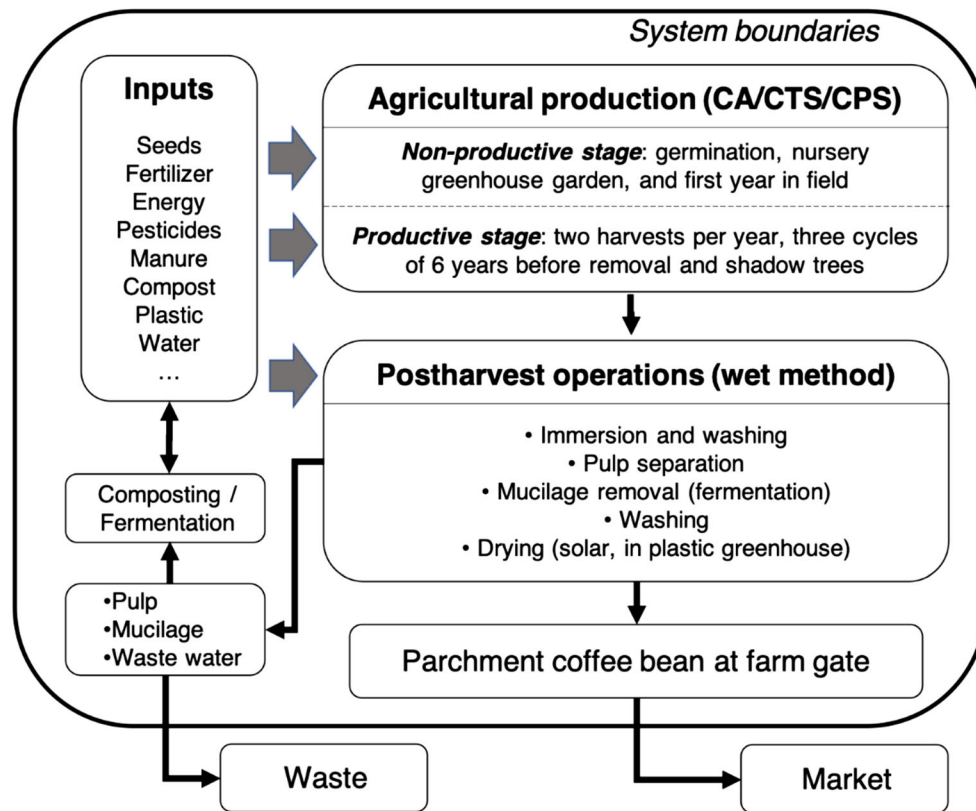 System boundaries
Inputs
Seeds
Fertilizer
Energy
Pesticides
Manure
Compost
Plastic
Water
...
Agricultural production (CA/CTS/CPS)
Non-productive stage: germination, nursery
greenhouse garden, and first year in field
Productive stage: two harvests per year, three cycles
of 6 years before removal and shadow trees
Postharvest operations (wet method)
• Immersion and washing
• Pulp separation
• Mucilage removal (fermentation)
• Washing
• Drying (solar, in plastic greenhouse)
Composting /
Fermentation
•Pulp
•Mucilage
•Waste water
Parchment coffee bean at farm gate
Waste
Market